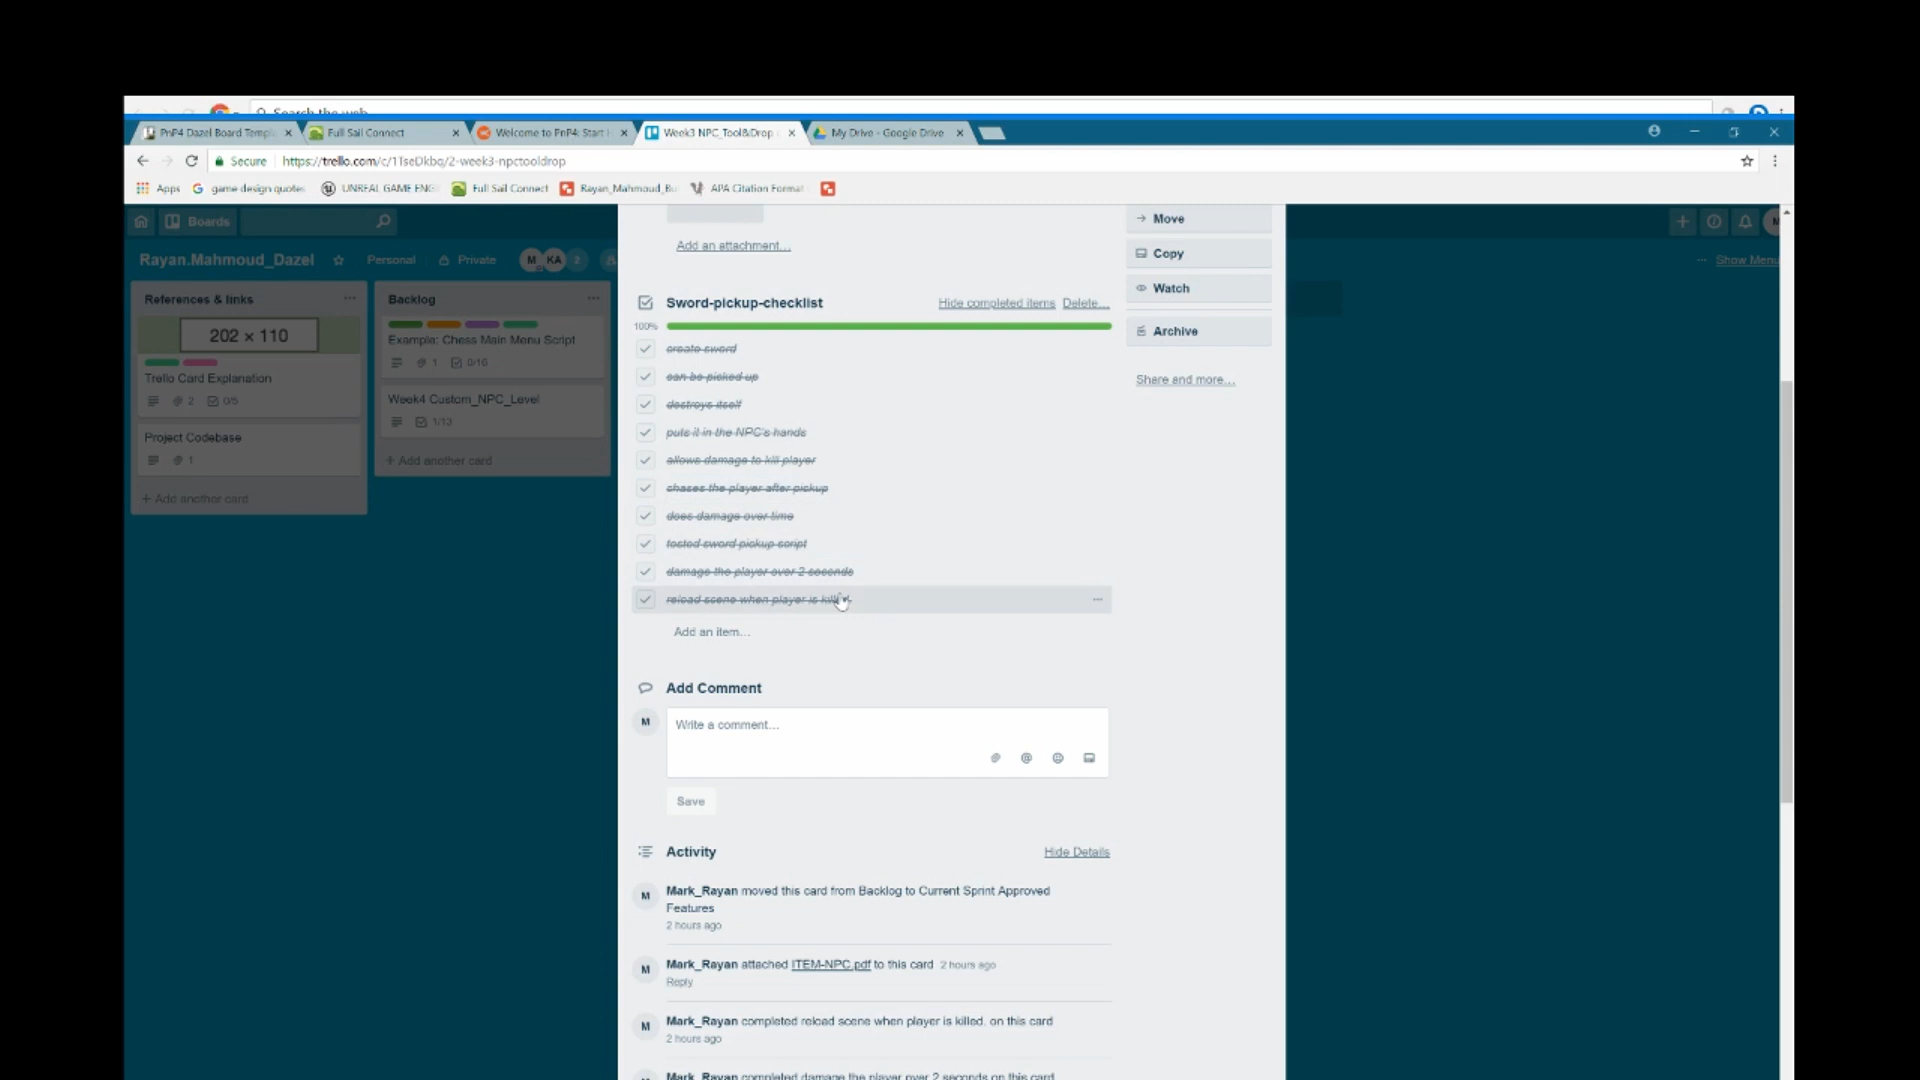 Search the web
PnP4 Dazel Board Templ
Full Sail Connect
Welcome to PnP4: Start H
Week3 NPC_Tool&Drop
My Drive - Google Drive
Secure
https://trello.com/c/1TseDkbq/2-week3-npctooldrop
Apps
game design quotes
UNREAL GAME ENG
Full Sail Connect
Rayan_Mahmoud_Bu
APA Citation Format
Boards
Rayan.Mahmoud_Dazel
Personal
Private
M
KA
2
Show Menu
References & links
202 × 110
Trello Card Explanation
2
0/5
Project Codebase
1
+ Add another card
Backlog
Example: Chess Main Menu Script
1
0/16
Week4 Custom_NPC_Level
1/13
+ Add another card
Add an attachment...
Sword-pickup-checklist
Hide completed items
Delete...
100%
create sword
can be picked up
destroys itself
puts it in the NPC's hands
allows damage to kill player
chases the player after pickup
does damage over time
tested sword pickup script
damage the player over 2 seconds
reload scene when player is killed.
Add an item...
Add Comment
M
Write a comment...
Save
Activity
Hide Details
M
Mark_Rayan moved this card from Backlog to Current Sprint Approved
Features
2 hours ago
M
Mark_Rayan attached ITEM-NPC.pdf to this card 2 hours ago
Reply
M
Mark_Rayan completed reload scene when player is killed. on this card
2 hours ago
Mark_Rayan completed damage the player over 2 seconds on this card
Move
Copy
Watch
Archive
Share and more...